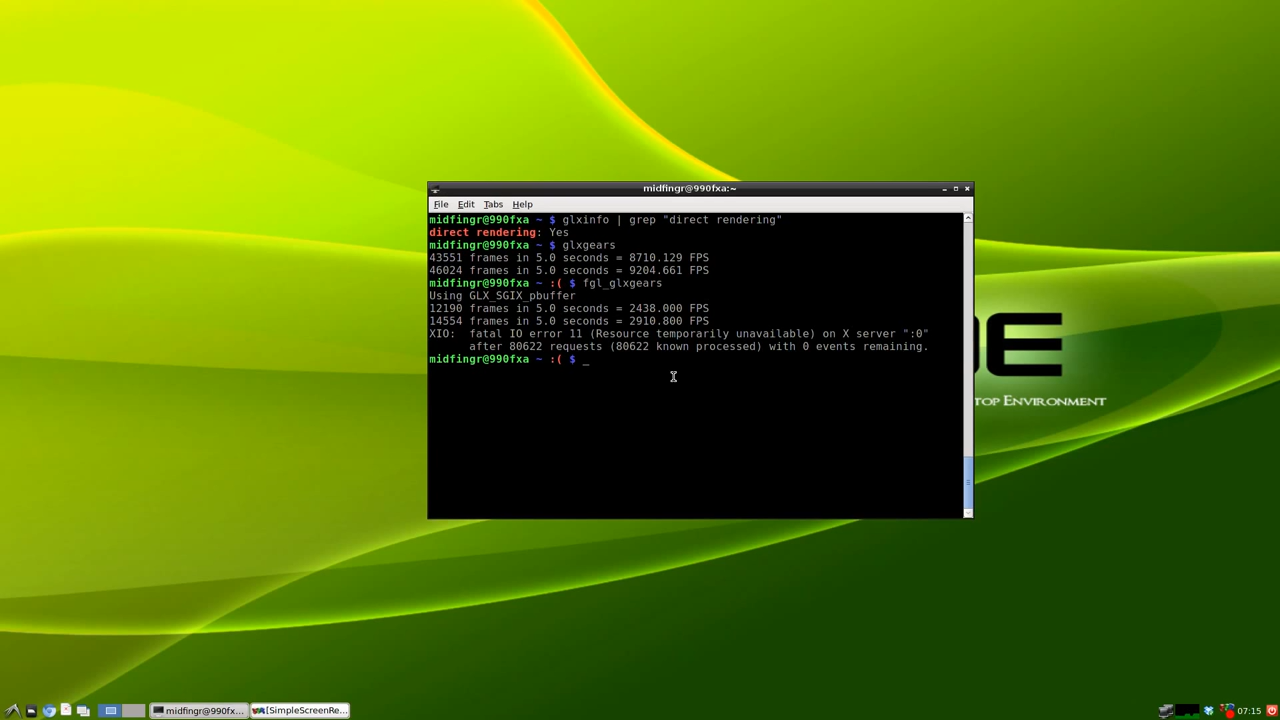 midfingr@990fxa:~
File Edit Tabs Help
midfingr@990fxa ~ $ glxinfo | grep "direct rendering"
direct rendering: Yes
midfingr@990fxa ~ $ glxgears
43551 frames in 5.0 seconds = 8710.129 FPS
46024 frames in 5.0 seconds = 9204.661 FPS
midfingr@990fxa ~ :( $ fgl_glxgears
Using GLX_SGIX_pbuffer
12190 frames in 5.0 seconds = 2438.000 FPS
14554 frames in 5.0 seconds = 2910.800 FPS
XIO:  fatal IO error 11 (Resource temporarily unavailable) on X server ":0"
      after 80622 requests (80622 known processed) with 0 events remaining.
midfingr@990fxa ~ :( $ _
DE
TOP ENVIRONMENT
midfingr@990fx...
[SimpleScreenRe...
07:15